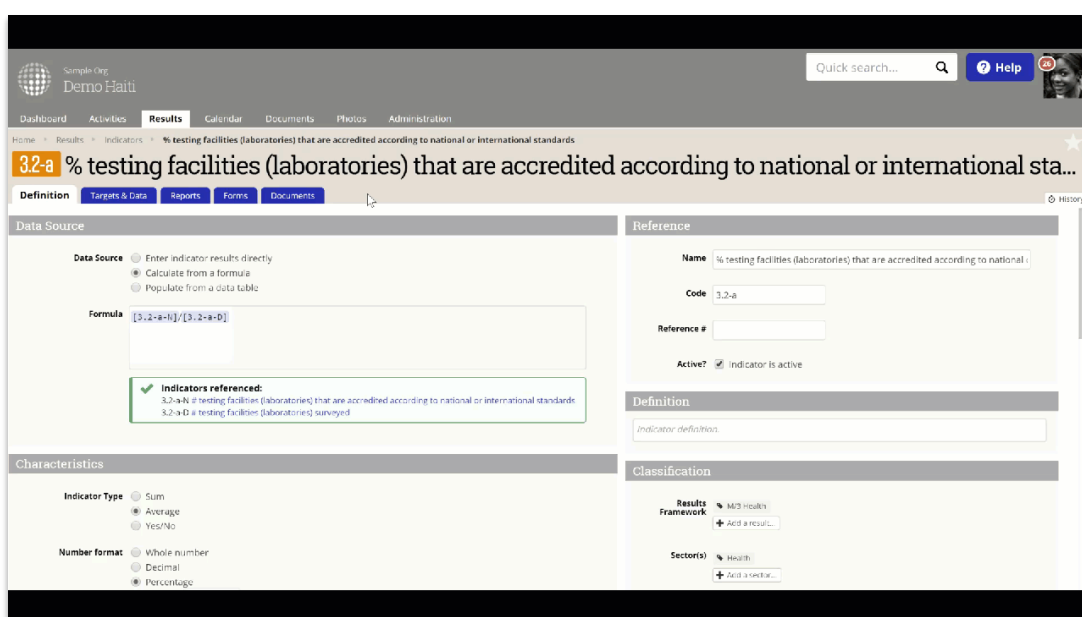 Sample Org
Demo Haiti
Quick search...
? Help
26
Dashboard Activities Results Calendar Documents Photos Administration
Home Results Indicators % testing facilities (laboratories) that are accredited according to national or international standards
3.2-a % testing facilities (laboratories) that are accredited according to national or international sta...
Definition Targets & Data Reports Forms Documents
History
Data Source
Data Source Enter indicator results directly
Calculate from a formula
Populate from a data table
Formula [3.2-a-N]/[3.2-a-D]
Indicators referenced:
3.2-a-N # testing facilities (laboratories) that are accredited according to national or international standards
3.2-a-D # testing facilities (laboratories) surveyed
Characteristics
Indicator Type Sum
Average
Yes/No
Number format Whole number
Decimal
Percentage
Reference
Name % testing facilities (laboratories) that are accredited according to national
Code 3.2-a
Reference #
Active? Indicator is active
Definition
Indicator definition.
Classification
Results Framework M/3 Health
+ Add a result...
Sector(s) Health
+ Add a sector...